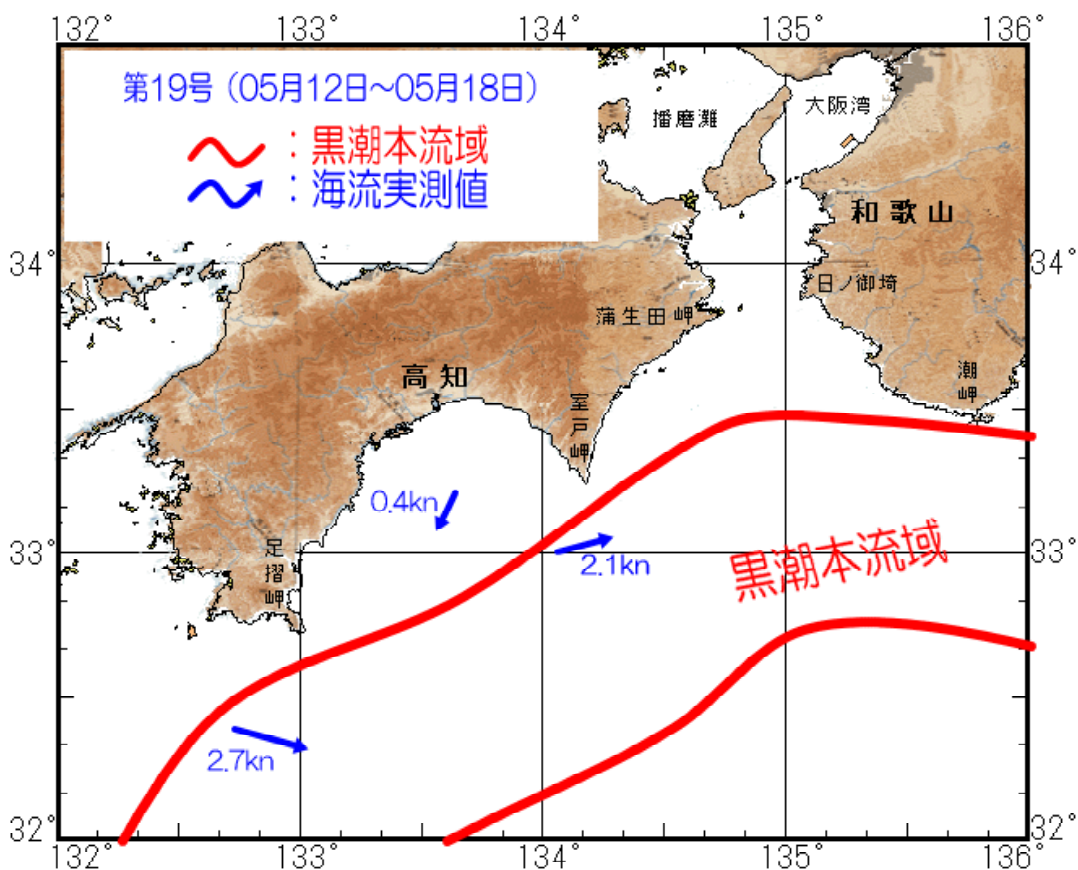 132° 133° 134° 135° 136°
第19号（05月12日～05月18日）
：黒潮本流域
：海流実測値
播磨灘
大阪湾
和歌山
34° 34°
日ノ御埼
蒲生田岬
高知
潮岬
室戸岬
0.4kn
33° 33°
2.1kn
黒潮本流域
足摺岬
2.7kn
32° 32°
132° 133° 134° 135° 136°